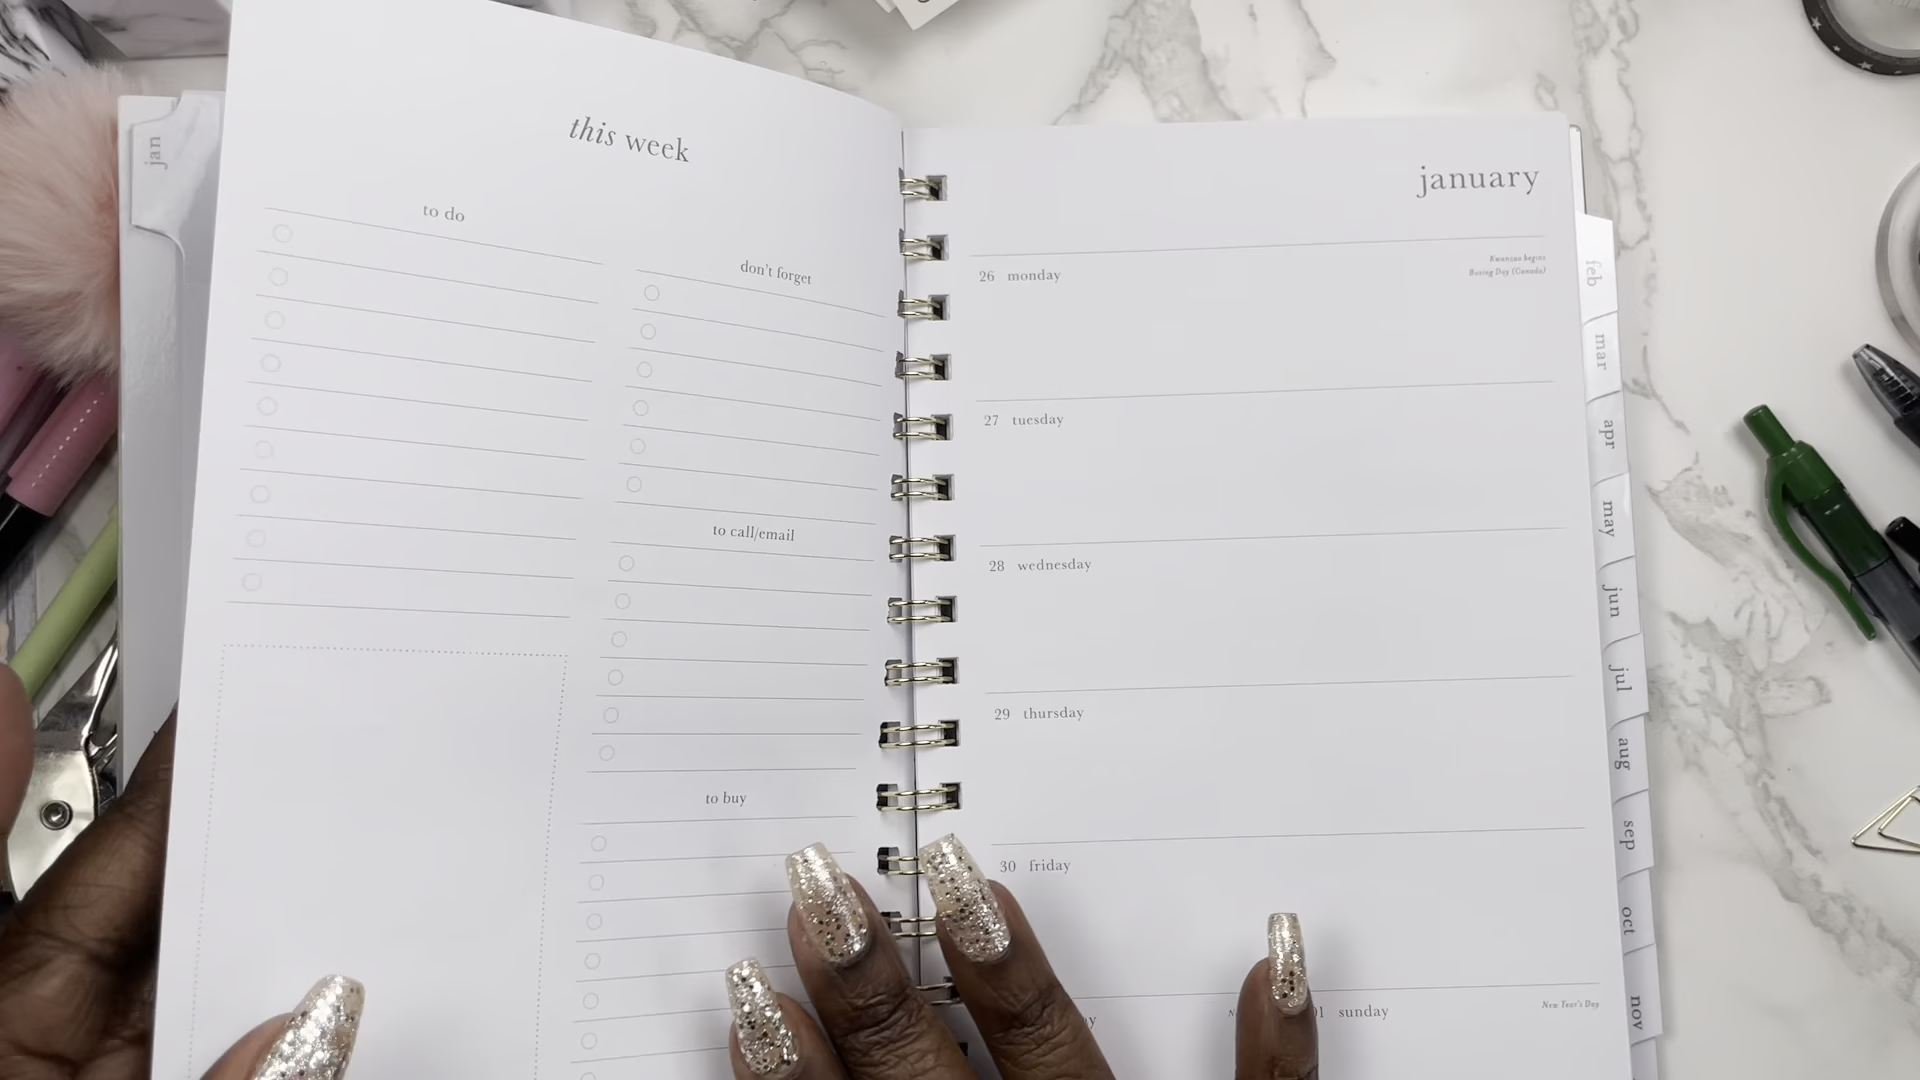 jan
this week
to do
don't forget
to call/email
to buy
january
26 monday
Kwanzaa begins
Boxing Day (Canada)
27 tuesday
28 wednesday
29 thursday
30 friday
sunday
New Year's Day
feb
mar
apr
may
jun
jul
aug
sep
oct
nov